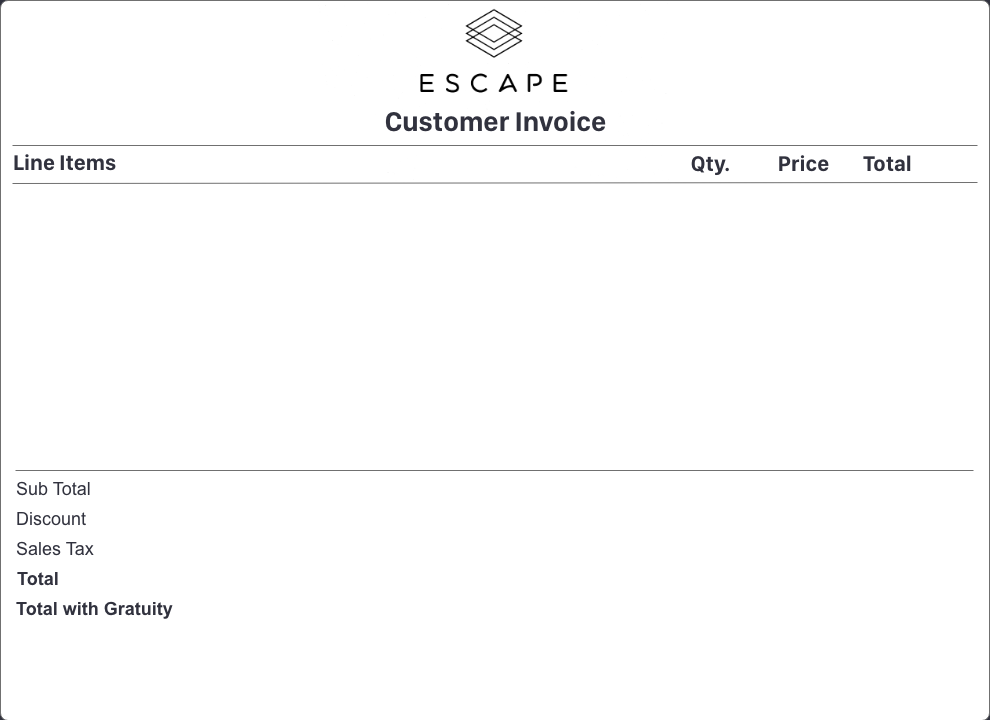 ESCAPE
Customer Invoice
Line Items Qty. Price Total
Sub Total
Discount
Sales Tax
Total
Total with Gratuity